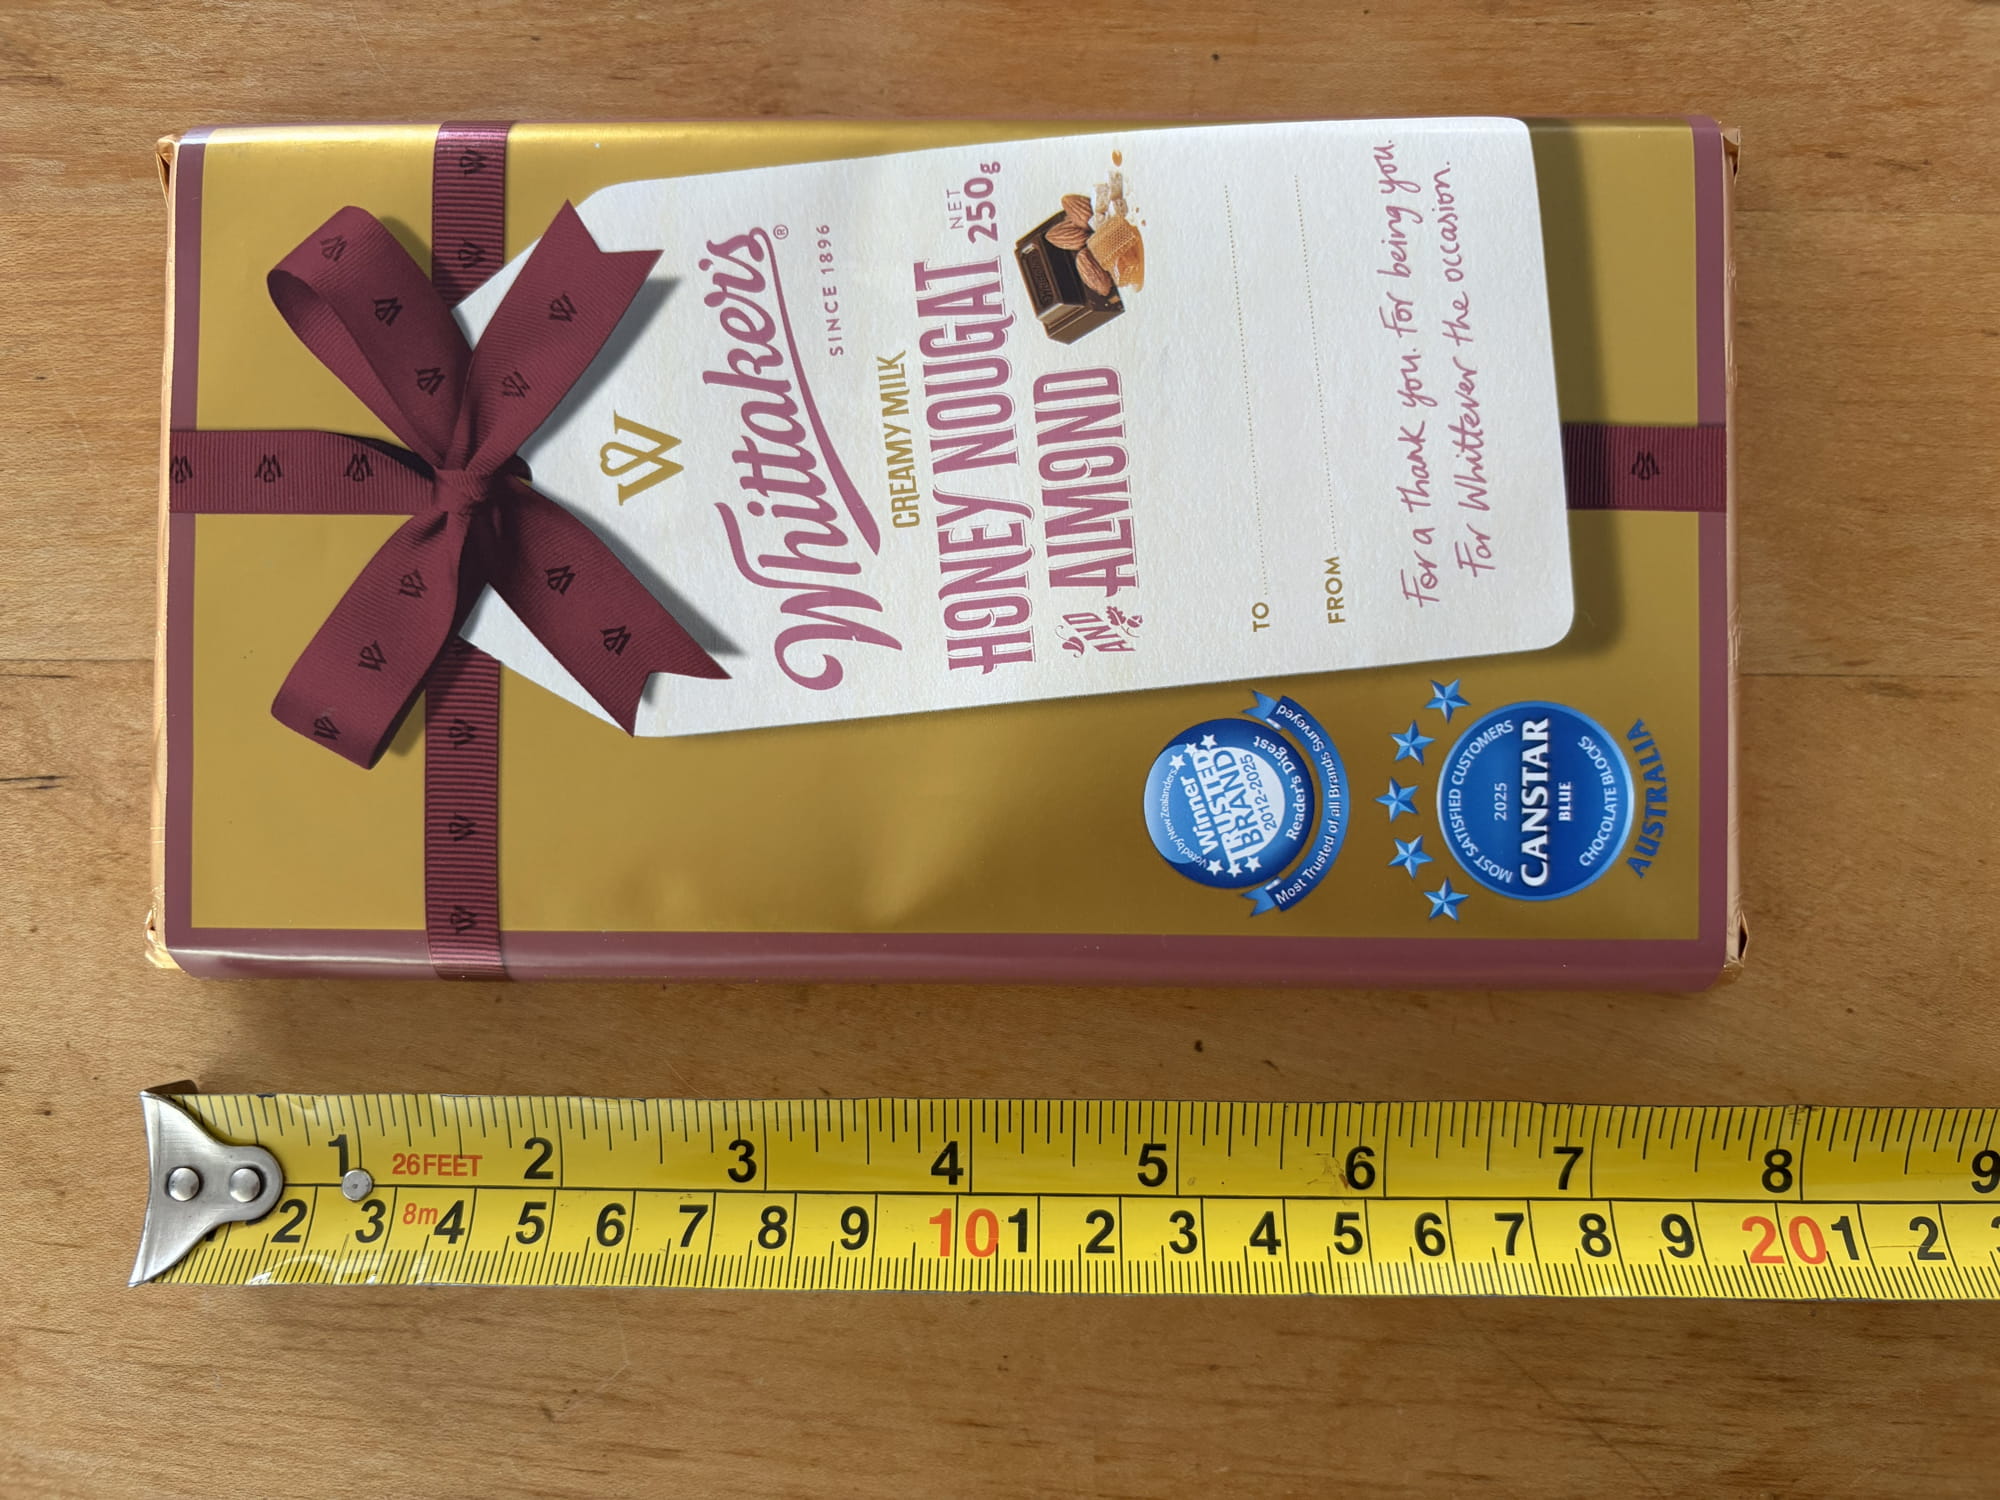 Whittaker's®
SINCE 1896
CREAMY MILK
HONEY NOUGAT
AND ALMOND
NET
250g
TO
FROM
For a thank you. For being you.
For Whittever the occasion.
Voted by New Zealanders
Winner
TRUSTED
BRAND
2012-2025
Reader's Digest
Most Trusted of all Brands Surveyed
MOST SATISFIED CUSTOMERS
2025
CANSTAR
BLUE
CHOCOLATE BLOCKS
AUSTRALIA
1 26FEET 2 3 4 5 6 7 8 9
2 3 8m 4 5 6 7 8 9 10 1 2 3 4 5 6 7 8 9 20 1 2